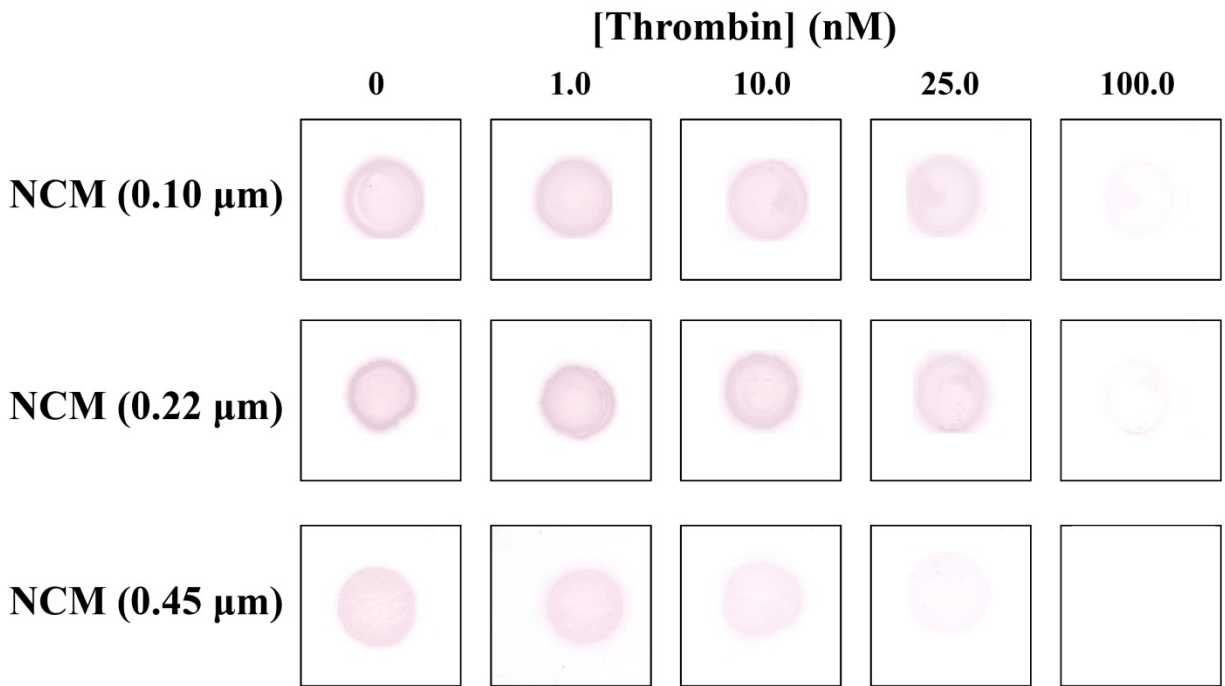 [Thrombin] (nM)
0 1.0 10.0 25.0 100.0
NCM (0.10 μm)
NCM (0.22 μm)
NCM (0.45 μm)